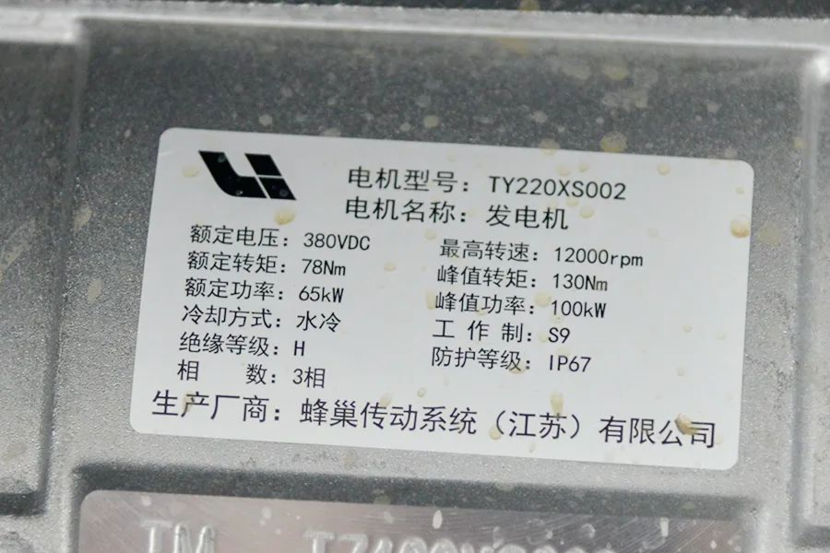 Li
电机型号：TY220XS002
电机名称：发电机
额定电压：380VDC 最高转速：12000rpm
额定转矩：78Nm 峰值转矩：130Nm
额定功率：65kW 峰值功率：100kW
冷却方式：水冷 工作制：S9
绝缘等级：H 防护等级：IP67
相 数：3相
生产厂商：蜂巢传动系统（江苏）有限公司
TM